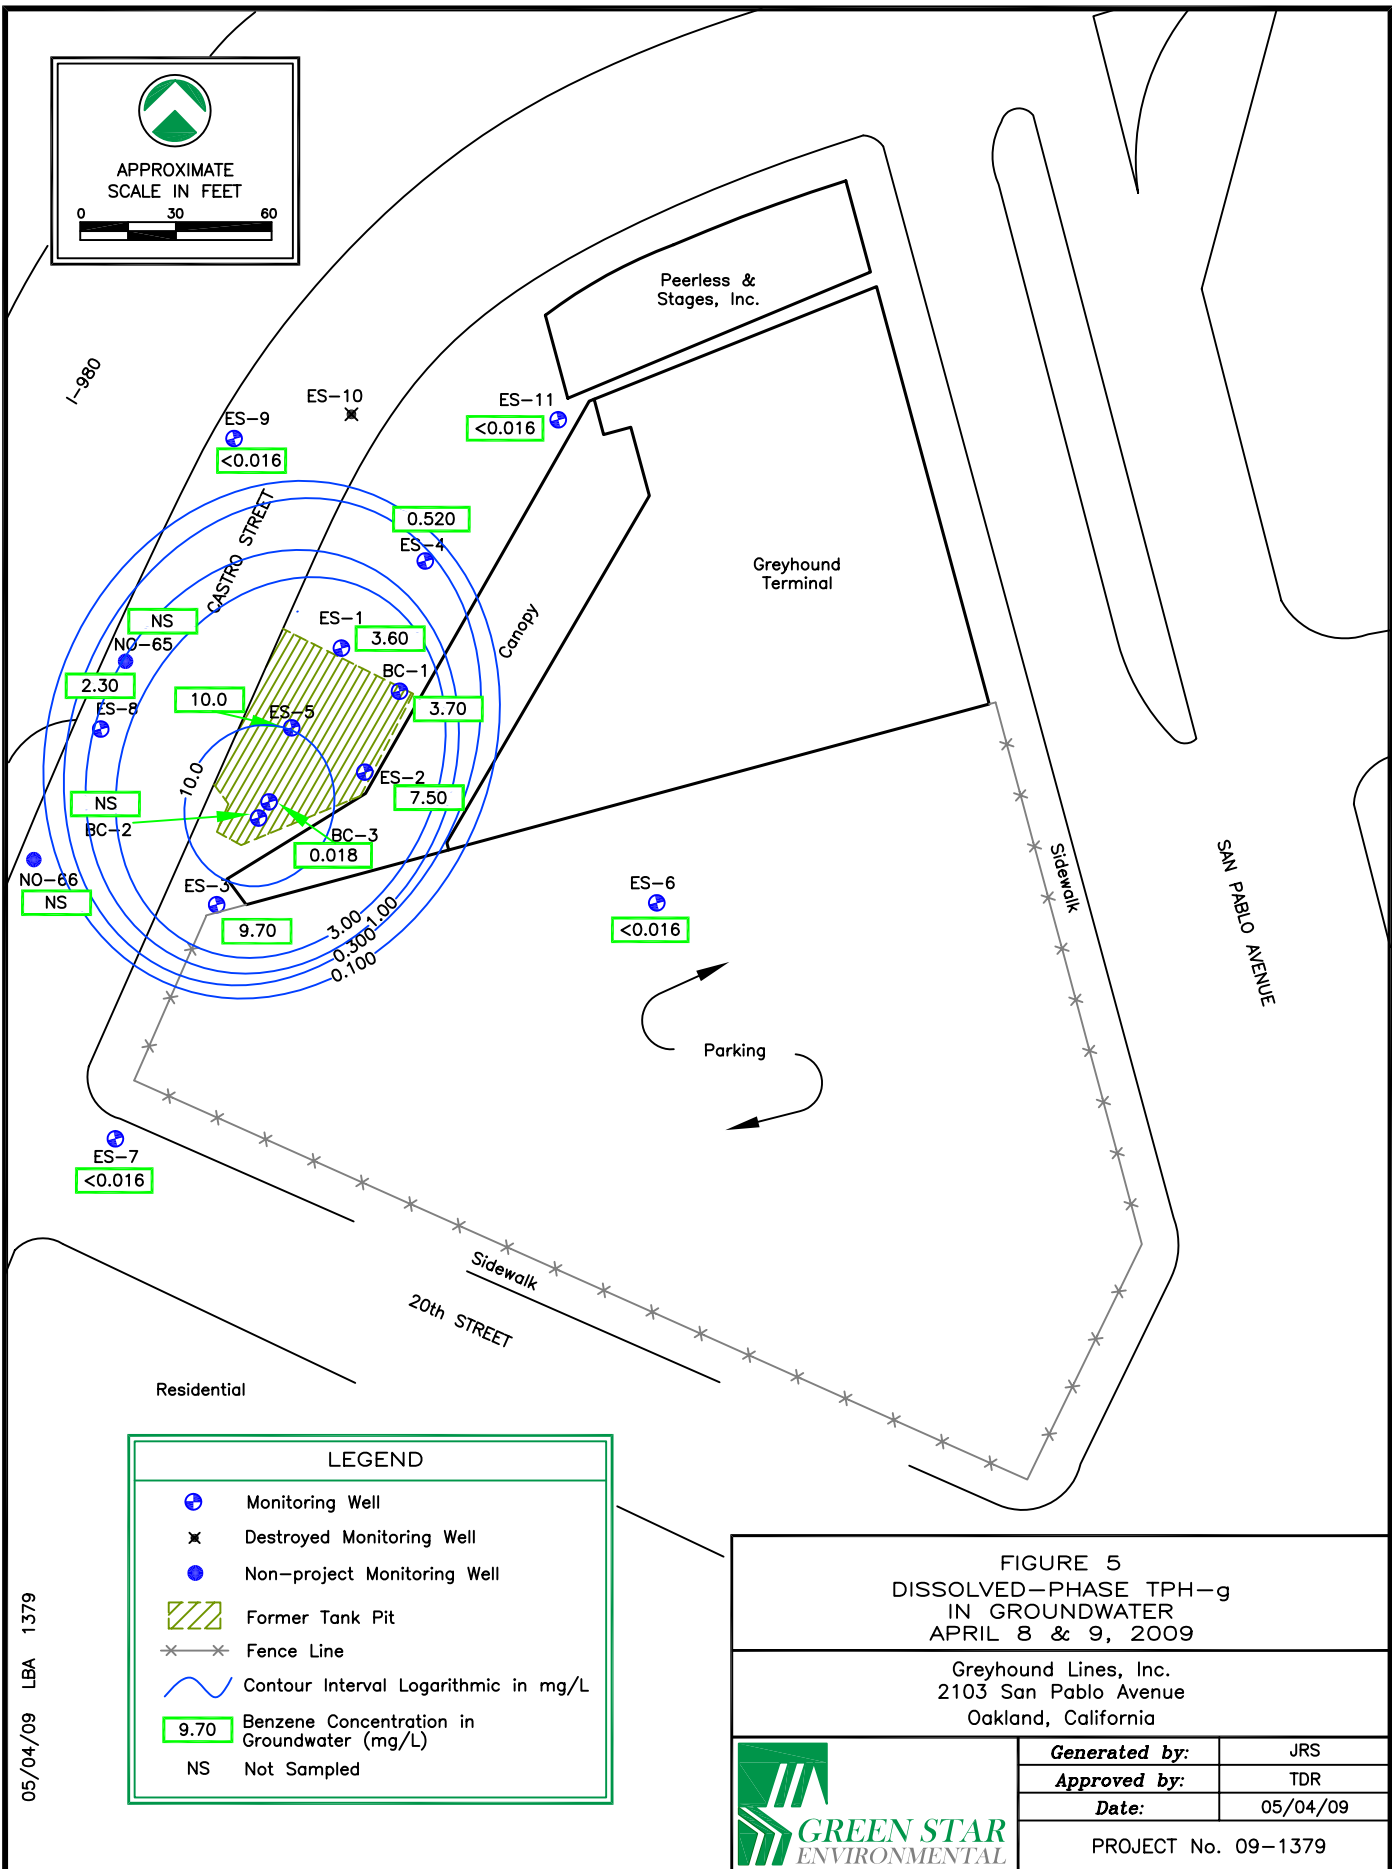 APPROXIMATE
SCALE IN FEET
0 30 60
I-980
ES-10
ES-9
<0.016
ES-11
<0.016
Peerless &
Stages, Inc.
Greyhound
Terminal
Canopy
CASTRO STREET
0.520
ES-4
NS
NO-65
ES-1
3.60
BC-1
3.70
2.30
ES-8
10.0
ES-5
10.0
ES-2
7.50
NS
BC-2
BC-3
0.018
NO-66
NS
ES-3
9.70
3.00
1.00
0.300
0.100
ES-6
<0.016
Sidewalk
SAN PABLO AVENUE
Parking
ES-7
<0.016
Sidewalk
20th STREET
Residential
LEGEND
Monitoring Well
Destroyed Monitoring Well
Non-project Monitoring Well
Former Tank Pit
Fence Line
Contour Interval Logarithmic in mg/L
9.70 Benzene Concentration in
Groundwater (mg/L)
NS Not Sampled
05/04/09 LBA 1379
FIGURE 5
DISSOLVED-PHASE TPH-g
IN GROUNDWATER
APRIL 8 & 9, 2009
Greyhound Lines, Inc.
2103 San Pablo Avenue
Oakland, California
GREEN STAR
ENVIRONMENTAL
Generated by: JRS
Approved by: TDR
Date: 05/04/09
PROJECT No. 09-1379